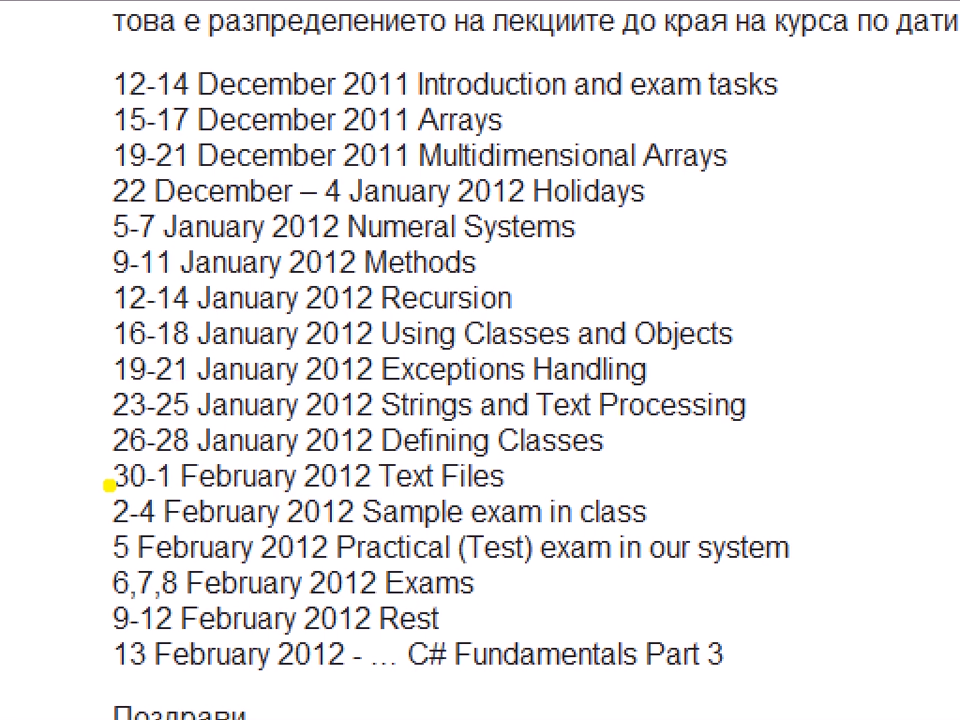 това е разпределението на лекциите до края на курса по дати
12-14 December 2011 Introduction and exam tasks
15-17 December 2011 Arrays
19-21 December 2011 Multidimensional Arrays
22 December – 4 January 2012 Holidays
5-7 January 2012 Numeral Systems
9-11 January 2012 Methods
12-14 January 2012 Recursion
16-18 January 2012 Using Classes and Objects
19-21 January 2012 Exceptions Handling
23-25 January 2012 Strings and Text Processing
26-28 January 2012 Defining Classes
30-1 February 2012 Text Files
2-4 February 2012 Sample exam in class
5 February 2012 Practical (Test) exam in our system
6,7,8 February 2012 Exams
9-12 February 2012 Rest
13 February 2012 - … C# Fundamentals Part 3
Поздрави